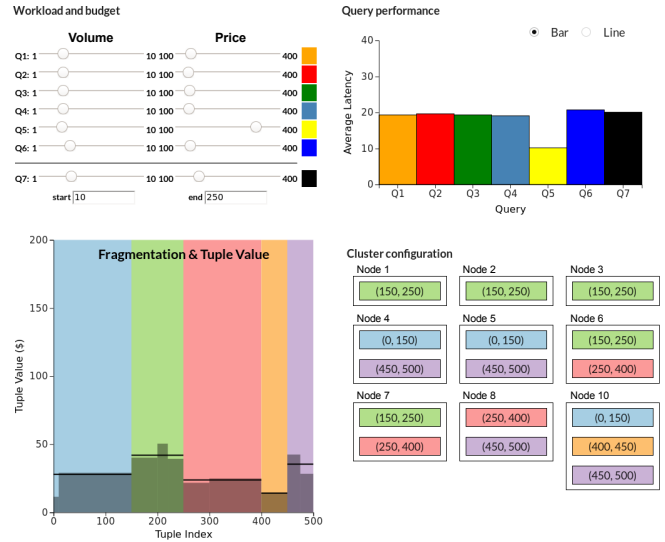 Workload and budget
Volume Price
Q1: 1 10 100 400
Q2: 1 10 100 400
Q3: 1 10 100 400
Q4: 1 10 100 400
Q5: 1 10 100 400
Q6: 1 10 100 400
Q7: 1 10 100 400
start 10 end 250
Query performance
Bar Line
Average Latency
40
30
20
10
0
Q1 Q2 Q3 Q4 Q5 Q6 Q7
Query
Fragmentation & Tuple Value
Tuple Value ($)
200
150
100
50
0
0 100 200 300 400 500
Tuple Index
Cluster configuration
Node 1 Node 2 Node 3
(150, 250) (150, 250) (150, 250)
Node 4 Node 5 Node 6
(0, 150) (0, 150) (150, 250)
(450, 500) (450, 500) (250, 400)
Node 7 Node 8 Node 10
(150, 250) (250, 400) (0, 150)
(250, 400) (450, 500) (400, 450)
(450, 500)